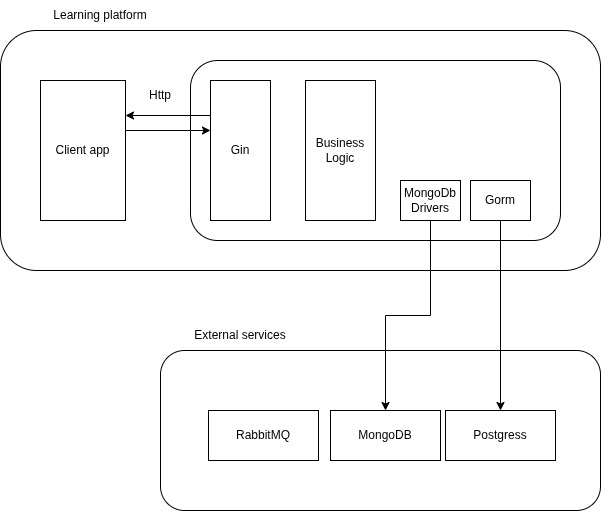 Learning platform
Http
Client app
Gin
Business
Logic
MongoDb
Drivers
Gorm
External services
RabbitMQ
MongoDB
Postgress